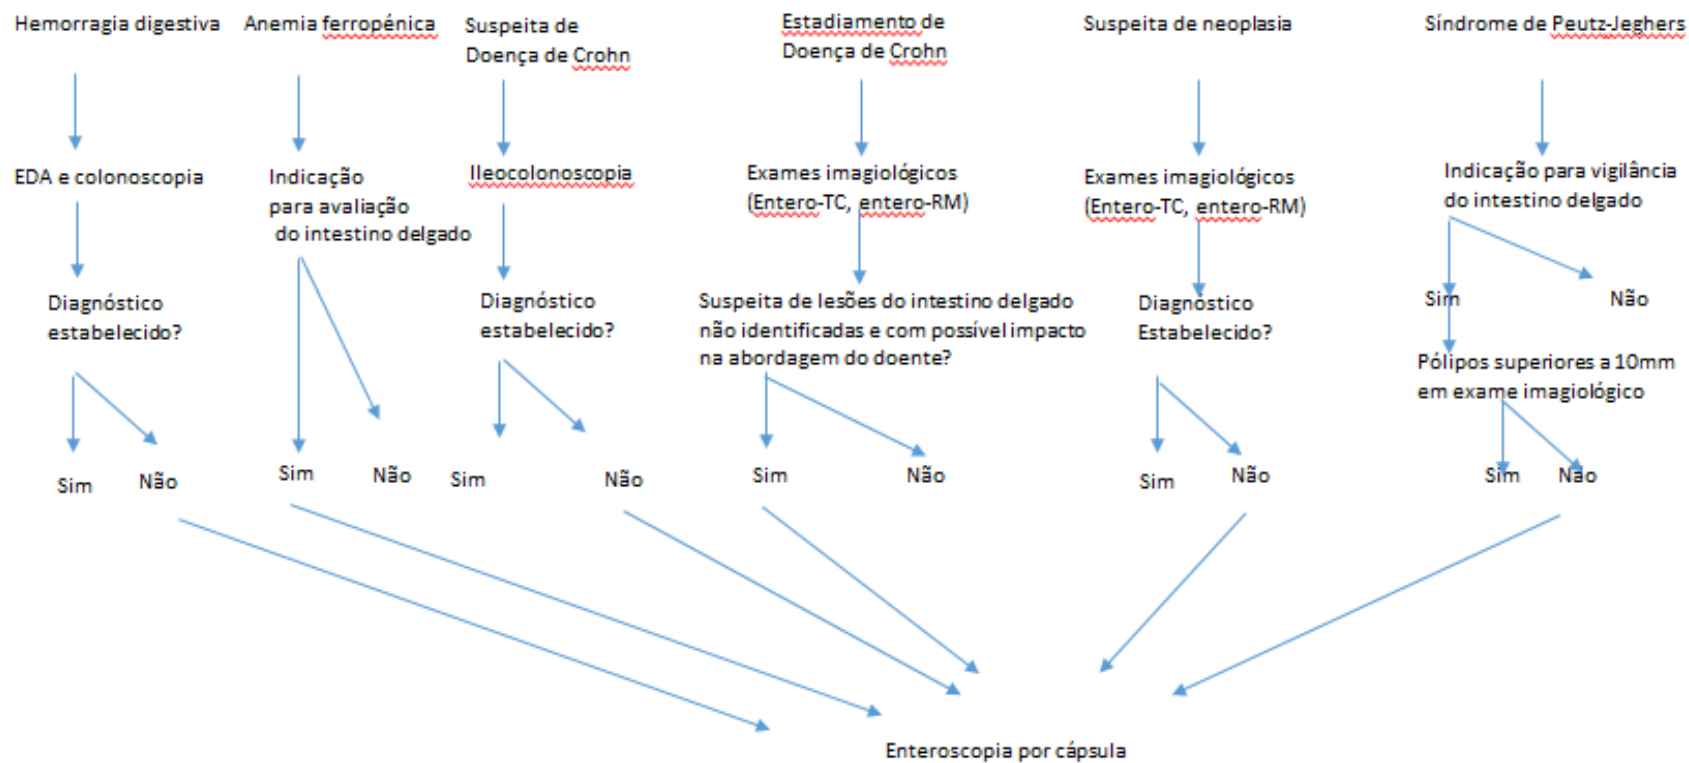 Hemorragia digestiva
EDA e colonoscopia
Diagnóstico
estabelecido?
Sim
Não
Anemia ferropénica
Indicação
para avaliação
do intestino delgado
Sim
Não
Suspeita de
Doença de Crohn
Ileocolonoscopia
Diagnóstico
estabelecido?
Sim
Não
Estadiamento de
Doença de Crohn
Exames imagiológicos
(Entero-TC, entero-RM)
Suspeita de lesões do intestino delgado
não identificadas e com possível impacto
na abordagem do doente?
Sim
Não
Suspeita de neoplasia
Exames imagiológicos
(Entero-TC, entero-RM)
Diagnóstico
Estabelecido?
Sim
Não
Síndrome de Peutz-Jeghers
Indicação para vigilância
do intestino delgado
Sim
Não
Pólipos superiores a 10mm
em exame imagiológico
Sim
Não
Enteroscopia por cápsula